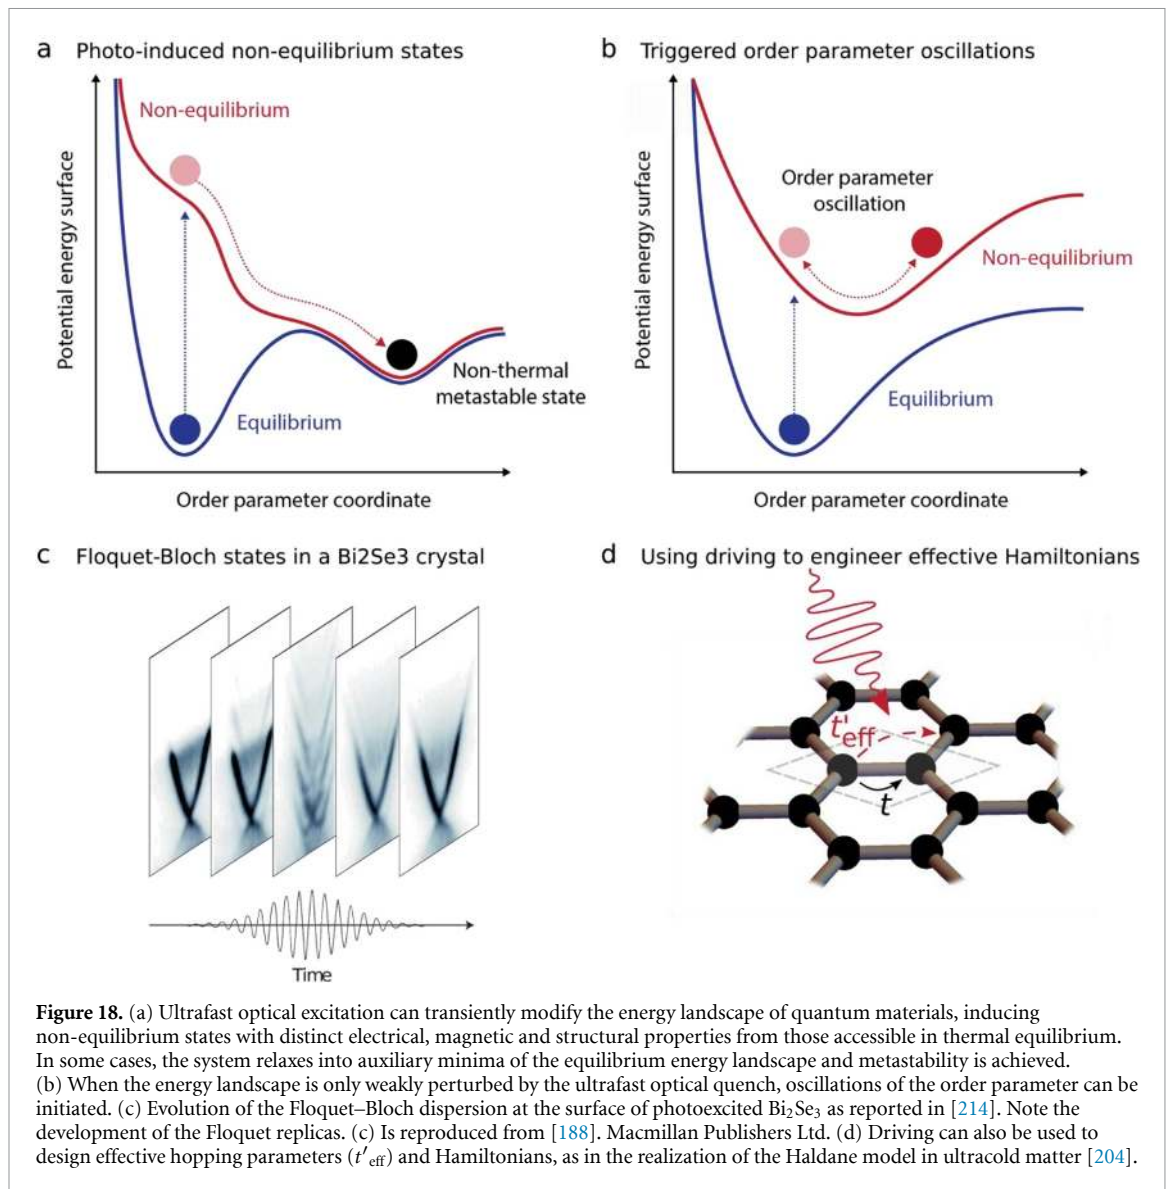 a Photo-induced non-equilibrium states
Non-equilibrium
Potential energy surface
Equilibrium
Non-thermal
metastable state
Order parameter coordinate
b Triggered order parameter oscillations
Potential energy surface
Order parameter
oscillation
Non-equilibrium
Equilibrium
Order parameter coordinate
c Floquet-Bloch states in a Bi2Se3 crystal
Time
d Using driving to engineer effective Hamiltonians
t'eff
t
Figure 18. (a) Ultrafast optical excitation can transiently modify the energy landscape of quantum materials, inducing
non-equilibrium states with distinct electrical, magnetic and structural properties from those accessible in thermal equilibrium.
In some cases, the system relaxes into auxiliary minima of the equilibrium energy landscape and metastability is achieved.
(b) When the energy landscape is only weakly perturbed by the ultrafast optical quench, oscillations of the order parameter can be
initiated. (c) Evolution of the Floquet–Bloch dispersion at the surface of photoexcited Bi₂Se₃ as reported in [214]. Note the
development of the Floquet replicas. (c) Is reproduced from [188]. Macmillan Publishers Ltd. (d) Driving can also be used to
design effective hopping parameters (t′eff) and Hamiltonians, as in the realization of the Haldane model in ultracold matter [204].